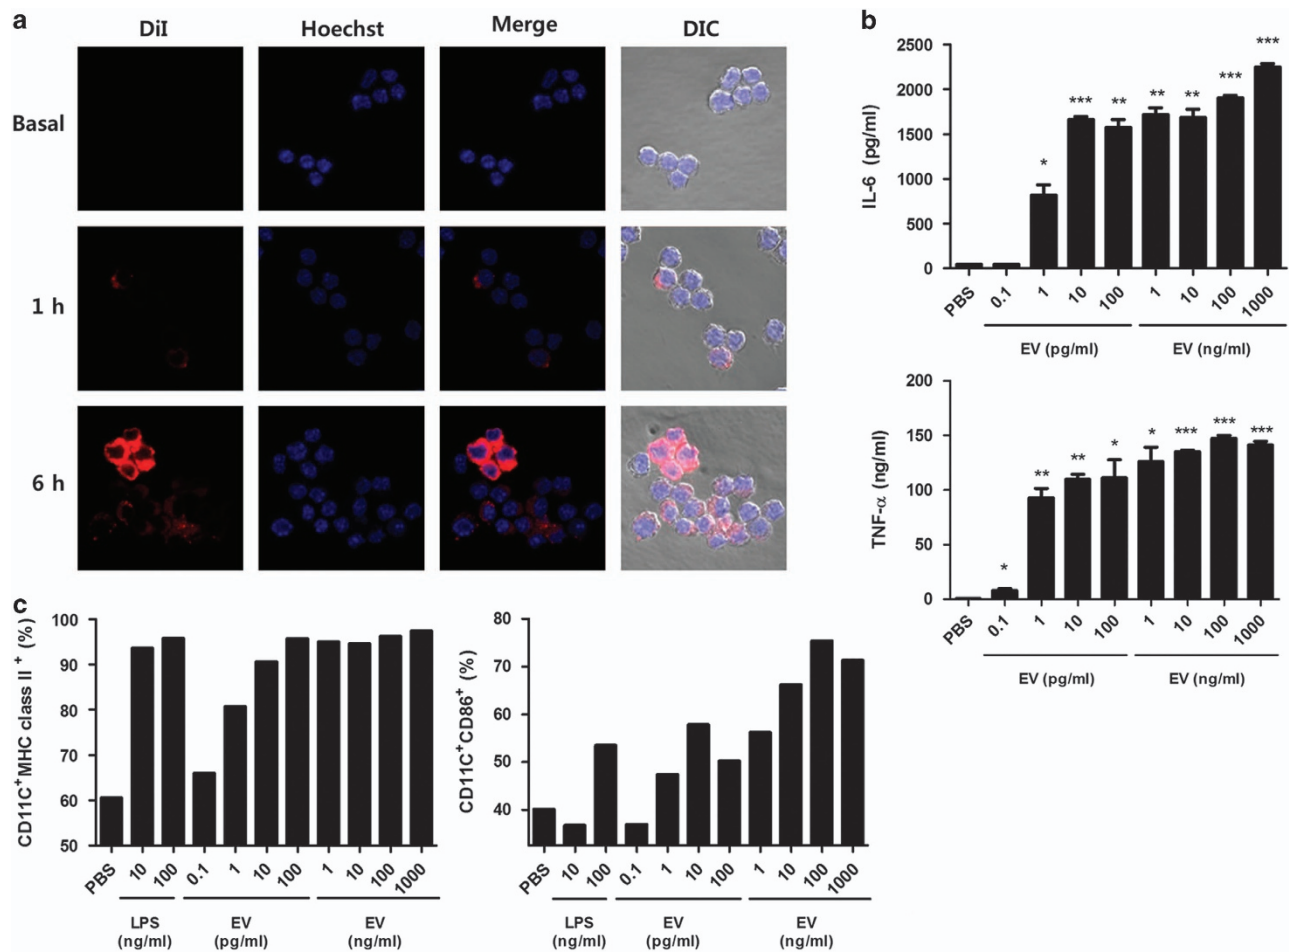 a
DiI Hoechst Merge DIC
Basal
1 h
6 h
b
IL-6 (pg/ml)
2500
2000
1500
1000
500
0
* *** ** ** ** *** ***
PBS 0.1 1 10 100 1 10 100 1000
EV (pg/ml) EV (ng/ml)
TNF-α (ng/ml)
200
150
100
50
0
* ** ** * * *** *** ***
PBS 0.1 1 10 100 1 10 100 1000
EV (pg/ml) EV (ng/ml)
c
CD11C⁺MHC class II⁺ (%)
100
90
80
70
60
50
PBS 10 100 0.1 1 10 100 1 10 100 1000
LPS EV EV
(ng/ml) (pg/ml) (ng/ml)
CD11C⁺CD86⁺ (%)
80
70
60
50
40
PBS 10 100 0.1 1 10 100 1 10 100 1000
LPS EV EV
(ng/ml) (pg/ml) (ng/ml)